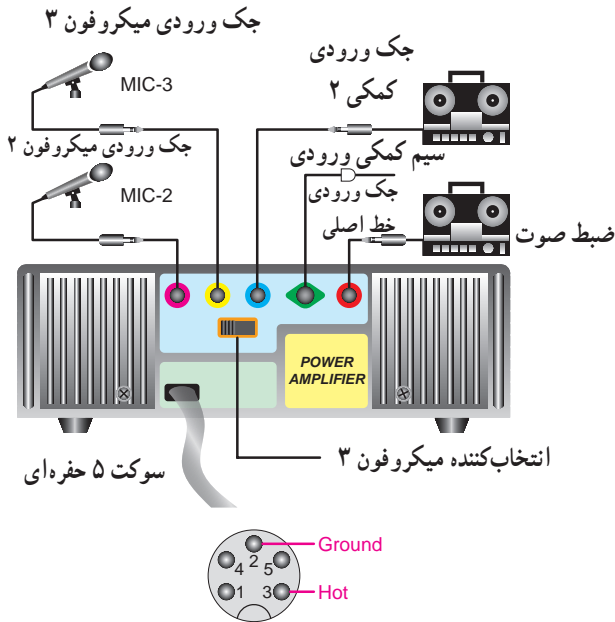 جک ورودی میکروفون ۳
جک ورودی
کمکی ۲
MIC-3
جک ورودی میکروفون ۲
سیم کمکی ورودی
جک ورودی
MIC-2
خط اصلی
ضبط صوت
POWER
AMPLIFIER
انتخاب‌کننده میکروفون ۳
سوکت ۵ حفره‌ای
Ground
4 2 5
1 3
Hot